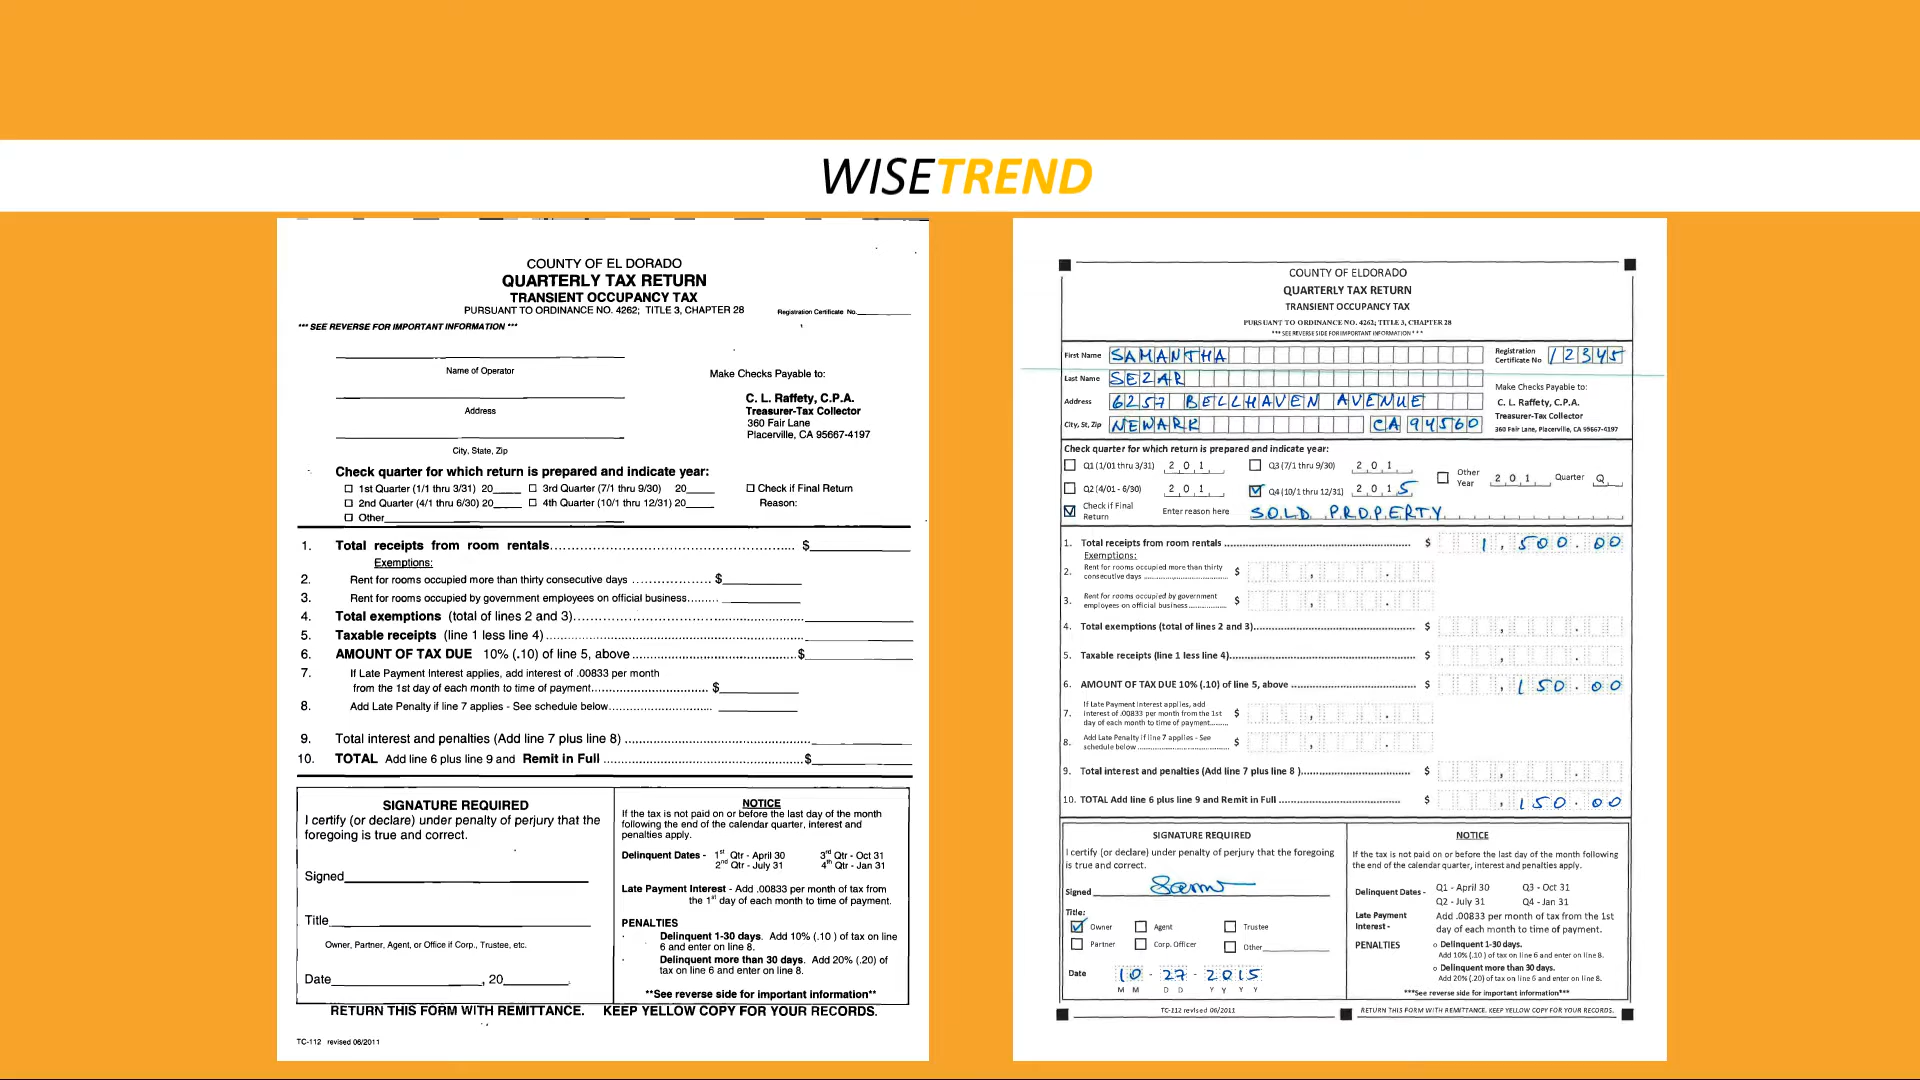 WISETREND
COUNTY OF EL DORADO
QUARTERLY TAX RETURN
TRANSIENT OCCUPANCY TAX
PURSUANT TO ORDINANCE NO. 4262; TITLE 3, CHAPTER 28
Registration Certificate No.
*** SEE REVERSE FOR IMPORTANT INFORMATION ***
Name of Operator
Make Checks Payable to:
Address
C. L. Raffety, C.P.A.
Treasurer-Tax Collector
360 Fair Lane
Placerville, CA 95667-4197
City, State, Zip
Check quarter for which return is prepared and indicate year:
☐ 1st Quarter (1/1 thru 3/31) 20____ ☐ 3rd Quarter (7/1 thru 9/30) 20____ ☐ Check if Final Return
☐ 2nd Quarter (4/1 thru 6/30) 20____ ☐ 4th Quarter (10/1 thru 12/31) 20____ Reason:
☐ Other
1. Total receipts from room rentals $
Exemptions:
2. Rent for rooms occupied more than thirty consecutive days $
3. Rent for rooms occupied by government employees on official business
4. Total exemptions (total of lines 2 and 3)
5. Taxable receipts (line 1 less line 4)
6. AMOUNT OF TAX DUE 10% (.10) of line 5, above $
7. If Late Payment Interest applies, add interest of .00833 per month
from the 1st day of each month to time of payment $
8. Add Late Penalty if line 7 applies - See schedule below
9. Total interest and penalties (Add line 7 plus line 8)
10. TOTAL Add line 6 plus line 9 and Remit in Full $
SIGNATURE REQUIRED
I certify (or declare) under penalty of perjury that the
foregoing is true and correct.
Signed
Title
Owner, Partner, Agent, or Office if Corp., Trustee, etc.
Date , 20
NOTICE
If the tax is not paid on or before the last day of the month
following the end of the calendar quarter, interest and
penalties apply.
Delinquent Dates - 1st Qtr - April 30 3rd Qtr - Oct 31
2nd Qtr - July 31 4th Qtr - Jan 31
Late Payment Interest - Add .00833 per month of tax from
the 1st day of each month to time of payment.
PENALTIES
Delinquent 1-30 days. Add 10% (.10 ) of tax on line
6 and enter on line 8.
Delinquent more than 30 days. Add 20% (.20) of
tax on line 6 and enter on line 8.
**See reverse side for important information**
RETURN THIS FORM WITH REMITTANCE. KEEP YELLOW COPY FOR YOUR RECORDS.
TC-112 revised 06/2011
COUNTY OF ELDORADO
QUARTERLY TAX RETURN
TRANSIENT OCCUPANCY TAX
PURSUANT TO ORDINANCE NO. 4262; TITLE 3, CHAPTER 28
*** SEE REVERSE SIDE FOR IMPORTANT INFORMATION ***
First Name SAMANTHA Registration Certificate No 12345
Last Name SEZAR
Make Checks Payable to:
Address 6257 BELLHAVEN AVENUE
C. L. Raffety, C.P.A.
Treasurer-Tax Collector
City, St, Zip NEWARK CA 94560
360 Fair Lane, Placerville, CA 95667-4197
Check quarter for which return is prepared and indicate year:
☐ Q1 (1/01 thru 3/31) 201 ☐ Q3 (7/1 thru 9/30) 201 ☐ Other Year 201 Quarter Q
☐ Q2 (4/01 - 6/30) 201 ☑ Q4 (10/1 thru 12/31) 2015
☑ Check if Final Return Enter reason here SOLD PROPERTY
1. Total receipts from room rentals $ 1,500.00
Exemptions:
2. Rent for rooms occupied more than thirty
consecutive days $
3. Rent for rooms occupied by government
employees on official business $
4. Total exemptions (total of lines 2 and 3) $
5. Taxable receipts (line 1 less line 4) $
6. AMOUNT OF TAX DUE 10% (.10) of line 5, above $ 150.00
7. If Late Payment Interest applies, add
interest of .00833 per month from the 1st
day of each month to time of payment $
8. Add Late Penalty if line 7 applies - See
schedule below $
9. Total interest and penalties (Add line 7 plus line 8 ) $
10. TOTAL Add line 6 plus line 9 and Remit in Full $ 150.00
SIGNATURE REQUIRED
I certify (or declare) under penalty of perjury that the foregoing
is true and correct.
Signed
Title:
☑ Owner ☐ Agent ☐ Trustee
☐ Partner ☐ Corp. Officer ☐ Other
Date 10 - 27 - 2015
M M D D Y Y Y Y
NOTICE
If the tax is not paid on or before the last day of the month following
the end of the calendar quarter, interest and penalties apply.
Delinquent Dates - Q1 - April 30 Q3 - Oct 31
Q2 - July 31 Q4 - Jan 31
Late Payment Interest - Add .00833 per month of tax from the 1st
day of each month to time of payment.
PENALTIES o Delinquent 1-30 days.
Add 10% (.10 ) of tax on line 6 and enter on line 8.
o Delinquent more than 30 days.
Add 20% (.20) of tax on line 6 and enter on line 8.
***See reverse side for important information***
TC-112 revised 06/2011 RETURN THIS FORM WITH REMITTANCE. KEEP YELLOW COPY FOR YOUR RECORDS.